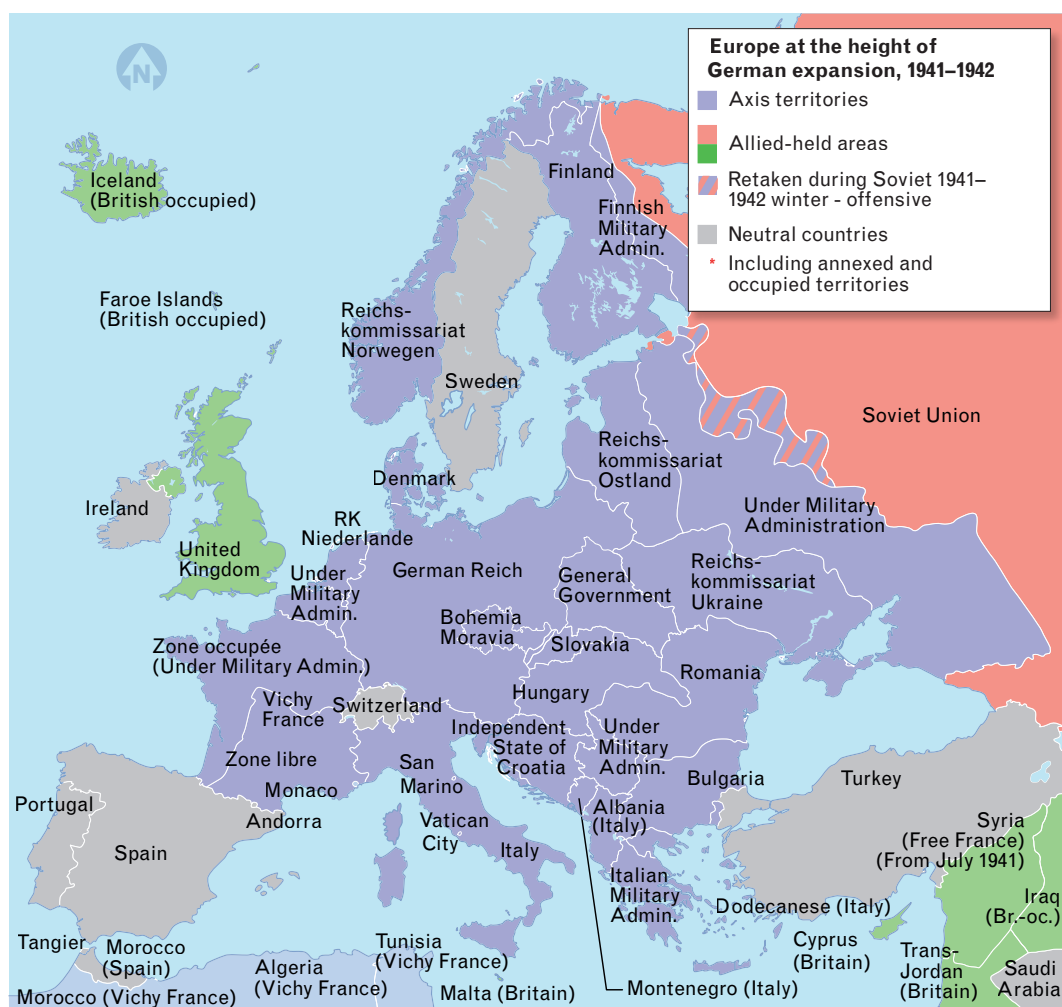 N
Europe at the height of
German expansion, 1941–1942
Axis territories
Allied-held areas
Retaken during Soviet 1941–
1942 winter - offensive
Neutral countries
* Including annexed and
occupied territories
Iceland
(British occupied)
Faroe Islands
(British occupied)
Finland
Finnish
Military
Admin.
Reichs-
kommissariat
Norwegen
Sweden
Soviet Union
Denmark
Reichs-
kommissariat
Ostland
Ireland
United
Kingdom
RK
Niederlande
Under
Military
Admin.
German Reich
General
Government
Under Military
Administration
Reichs-
kommissariat
Ukraine
Bohemia
Moravia
Slovakia
Zone occupée
(Under Military Admin.)
Vichy
France
Switzerland
Hungary
Romania
Zone libre
Independent
State of
Croatia
Under
Military
Admin.
Monaco
San
Marino
Bulgaria
Turkey
Portugal
Andorra
Spain
Vatican
City
Italy
Albania
(Italy)
Italian
Military
Admin.
Dodecanese (Italy)
Syria
(Free France)
(From July 1941)
Iraq
(Br.-oc.)
Cyprus
(Britain)
Trans-
Jordan
(Britain)
Saudi
Arabia
Tangier
Morocco
(Spain)
Morocco (Vichy France)
Algeria
(Vichy France)
Tunisia
(Vichy France)
Malta (Britain)
Montenegro (Italy)